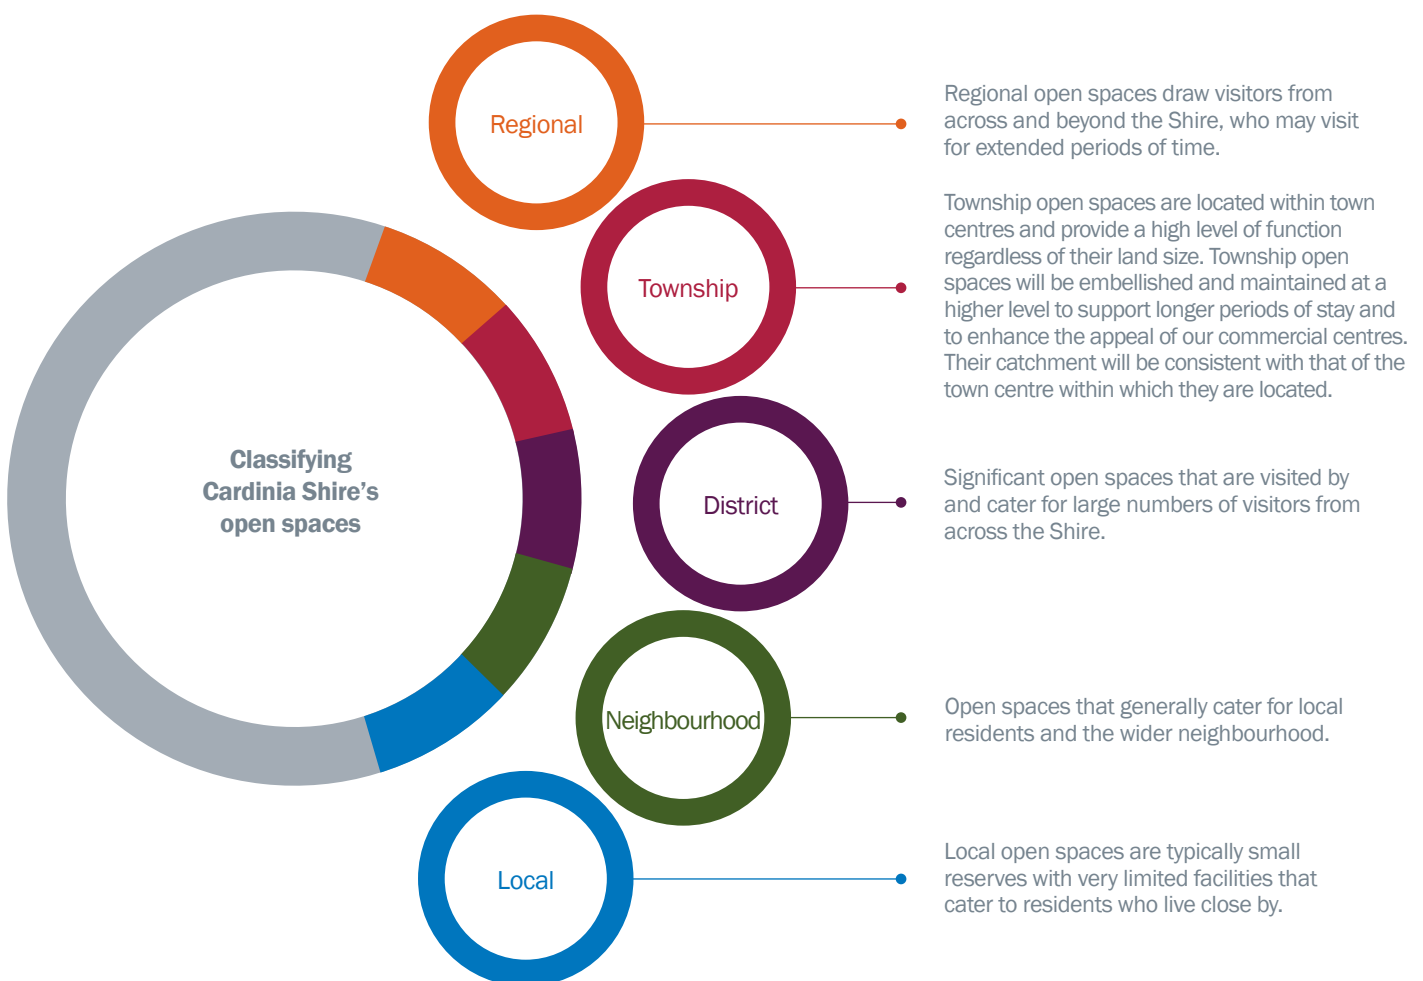 Classifying
Cardinia Shire's
open spaces
Regional
Regional open spaces draw visitors from
across and beyond the Shire, who may visit
for extended periods of time.
Township
Township open spaces are located within town
centres and provide a high level of function
regardless of their land size. Township open
spaces will be embellished and maintained at a
higher level to support longer periods of stay and
to enhance the appeal of our commercial centres.
Their catchment will be consistent with that of the
town centre within which they are located.
District
Significant open spaces that are visited by
and cater for large numbers of visitors from
across the Shire.
Neighbourhood
Open spaces that generally cater for local
residents and the wider neighbourhood.
Local
Local open spaces are typically small
reserves with very limited facilities that
cater to residents who live close by.